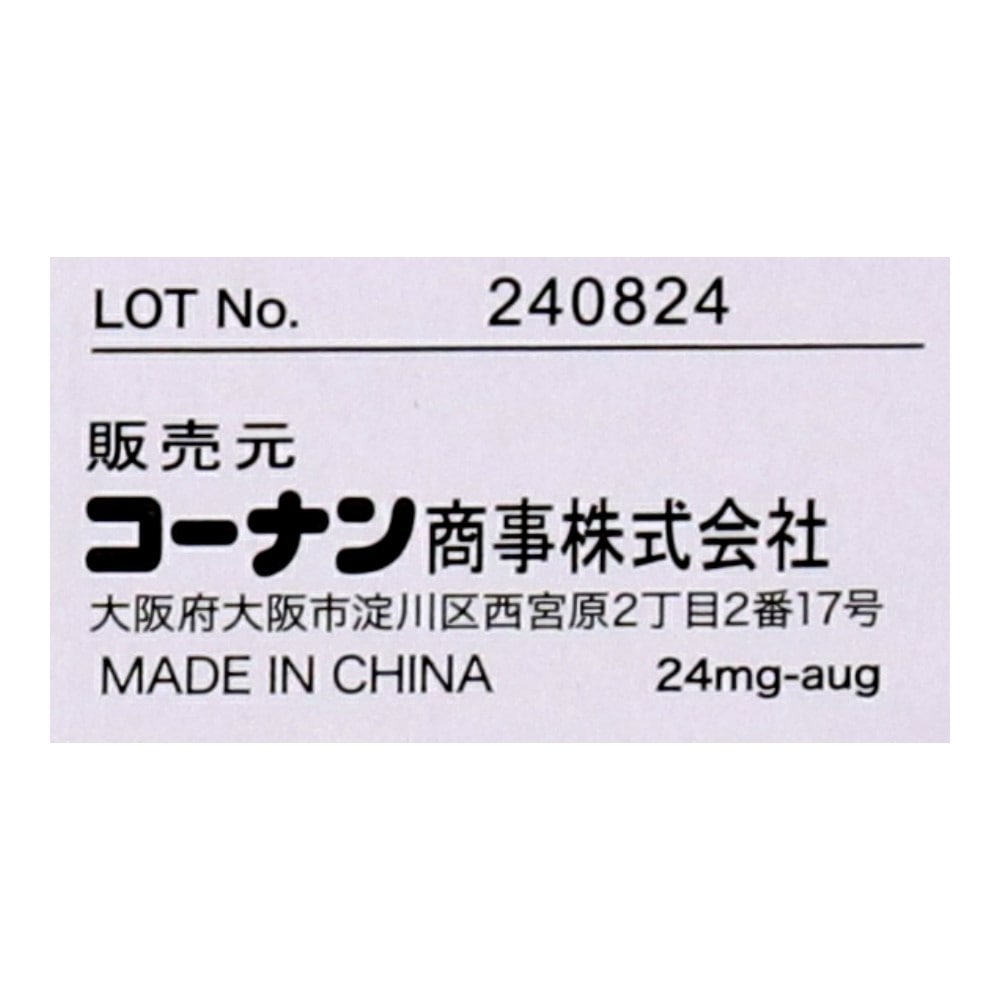 LOT No. 240824
販売元
コーナン商事株式会社
大阪府大阪市淀川区西宮原2丁目2番17号
MADE IN CHINA 24mg-aug